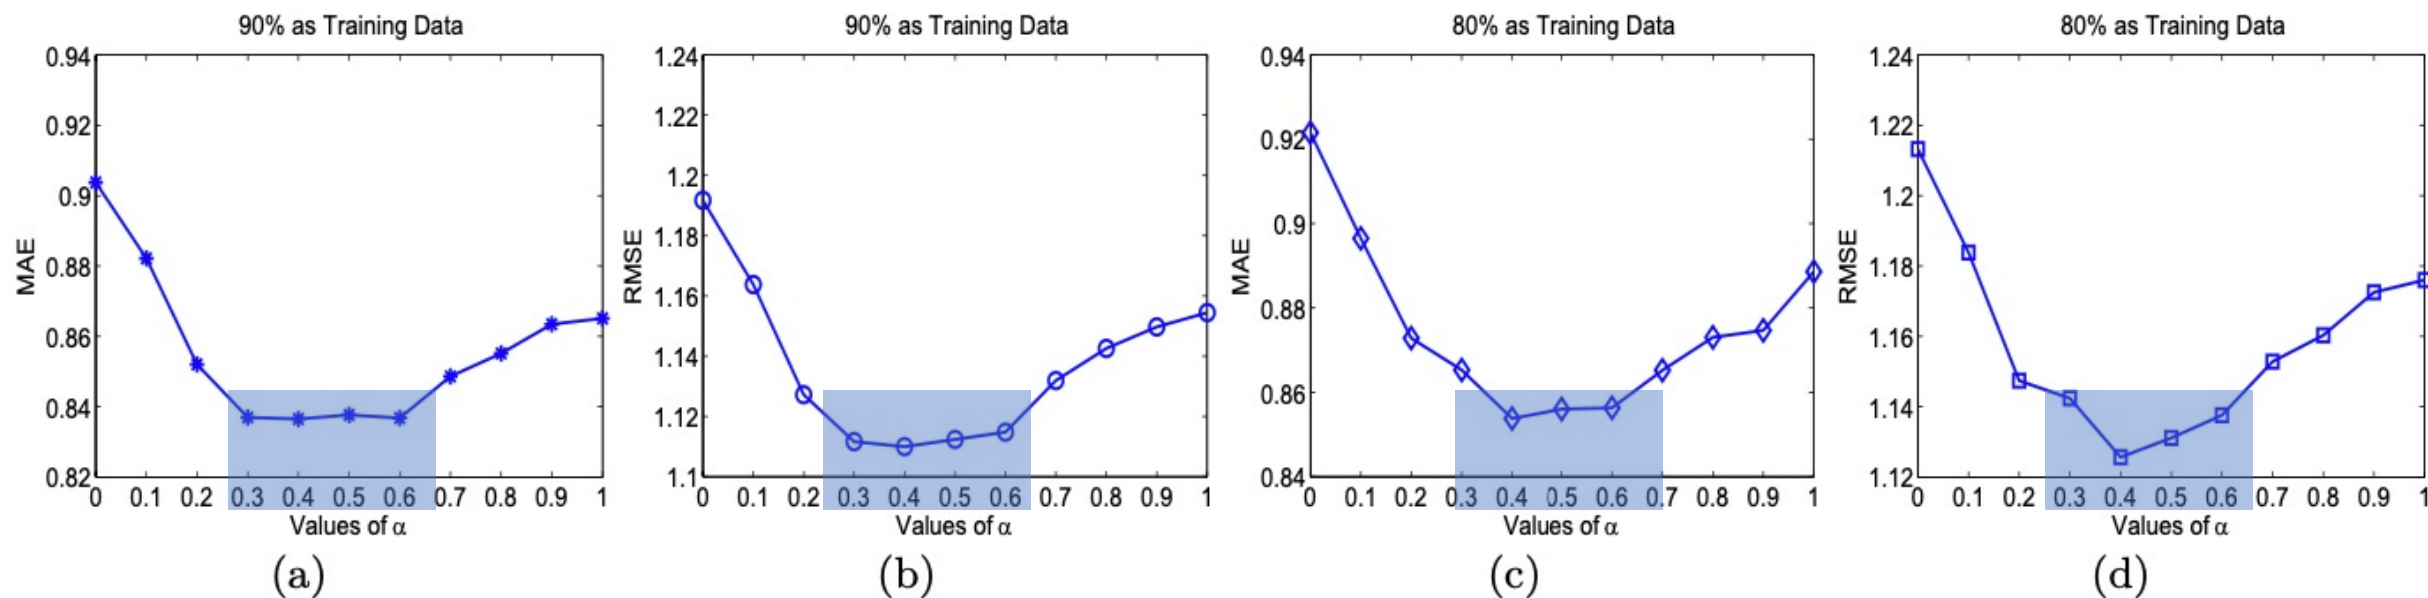 90% as Training Data
0.94
0.92
0.9
0.88
0.86
0.84
0.82
MAE
0 0.1 0.2 0.3 0.4 0.5 0.6 0.7 0.8 0.9 1
Values of α
(a)
90% as Training Data
1.24
1.22
1.2
1.18
1.16
1.14
1.12
1.1
RMSE
0 0.1 0.2 0.3 0.4 0.5 0.6 0.7 0.8 0.9 1
Values of α
(b)
80% as Training Data
0.94
0.92
0.9
0.88
0.86
0.84
MAE
0 0.1 0.2 0.3 0.4 0.5 0.6 0.7 0.8 0.9 1
Values of α
(c)
80% as Training Data
1.24
1.22
1.2
1.18
1.16
1.14
1.12
RMSE
0 0.1 0.2 0.3 0.4 0.5 0.6 0.7 0.8 0.9 1
Values of α
(d)